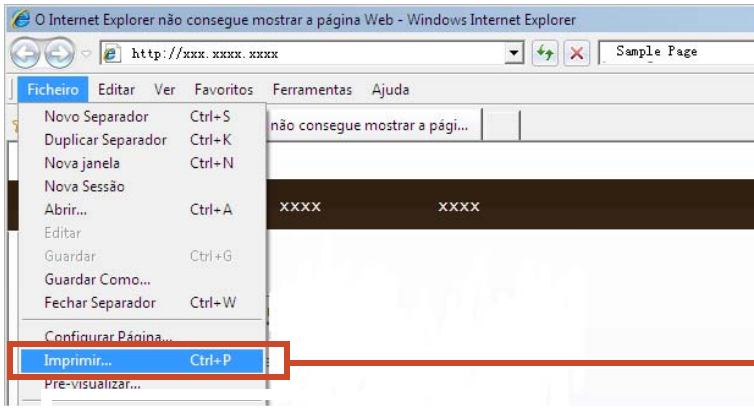 O Internet Explorer não consegue mostrar a página Web - Windows Internet Explorer
http://xxx.xxxx.xxxx Sample Page
Ficheiro Editar Ver Favoritos Ferramentas Ajuda
não consegue mostrar a pági...
Novo Separador Ctrl+S
Duplicar Separador Ctrl+K
Nova janela Ctrl+N
Nova Sessão
Abrir... Ctrl+A
xxxx xxxx
Editar
Guardar Ctrl+G
Guardar Como...
Fechar Separador Ctrl+W
Configurar Página...
Imprimir... Ctrl+P
Pré-visualizar...